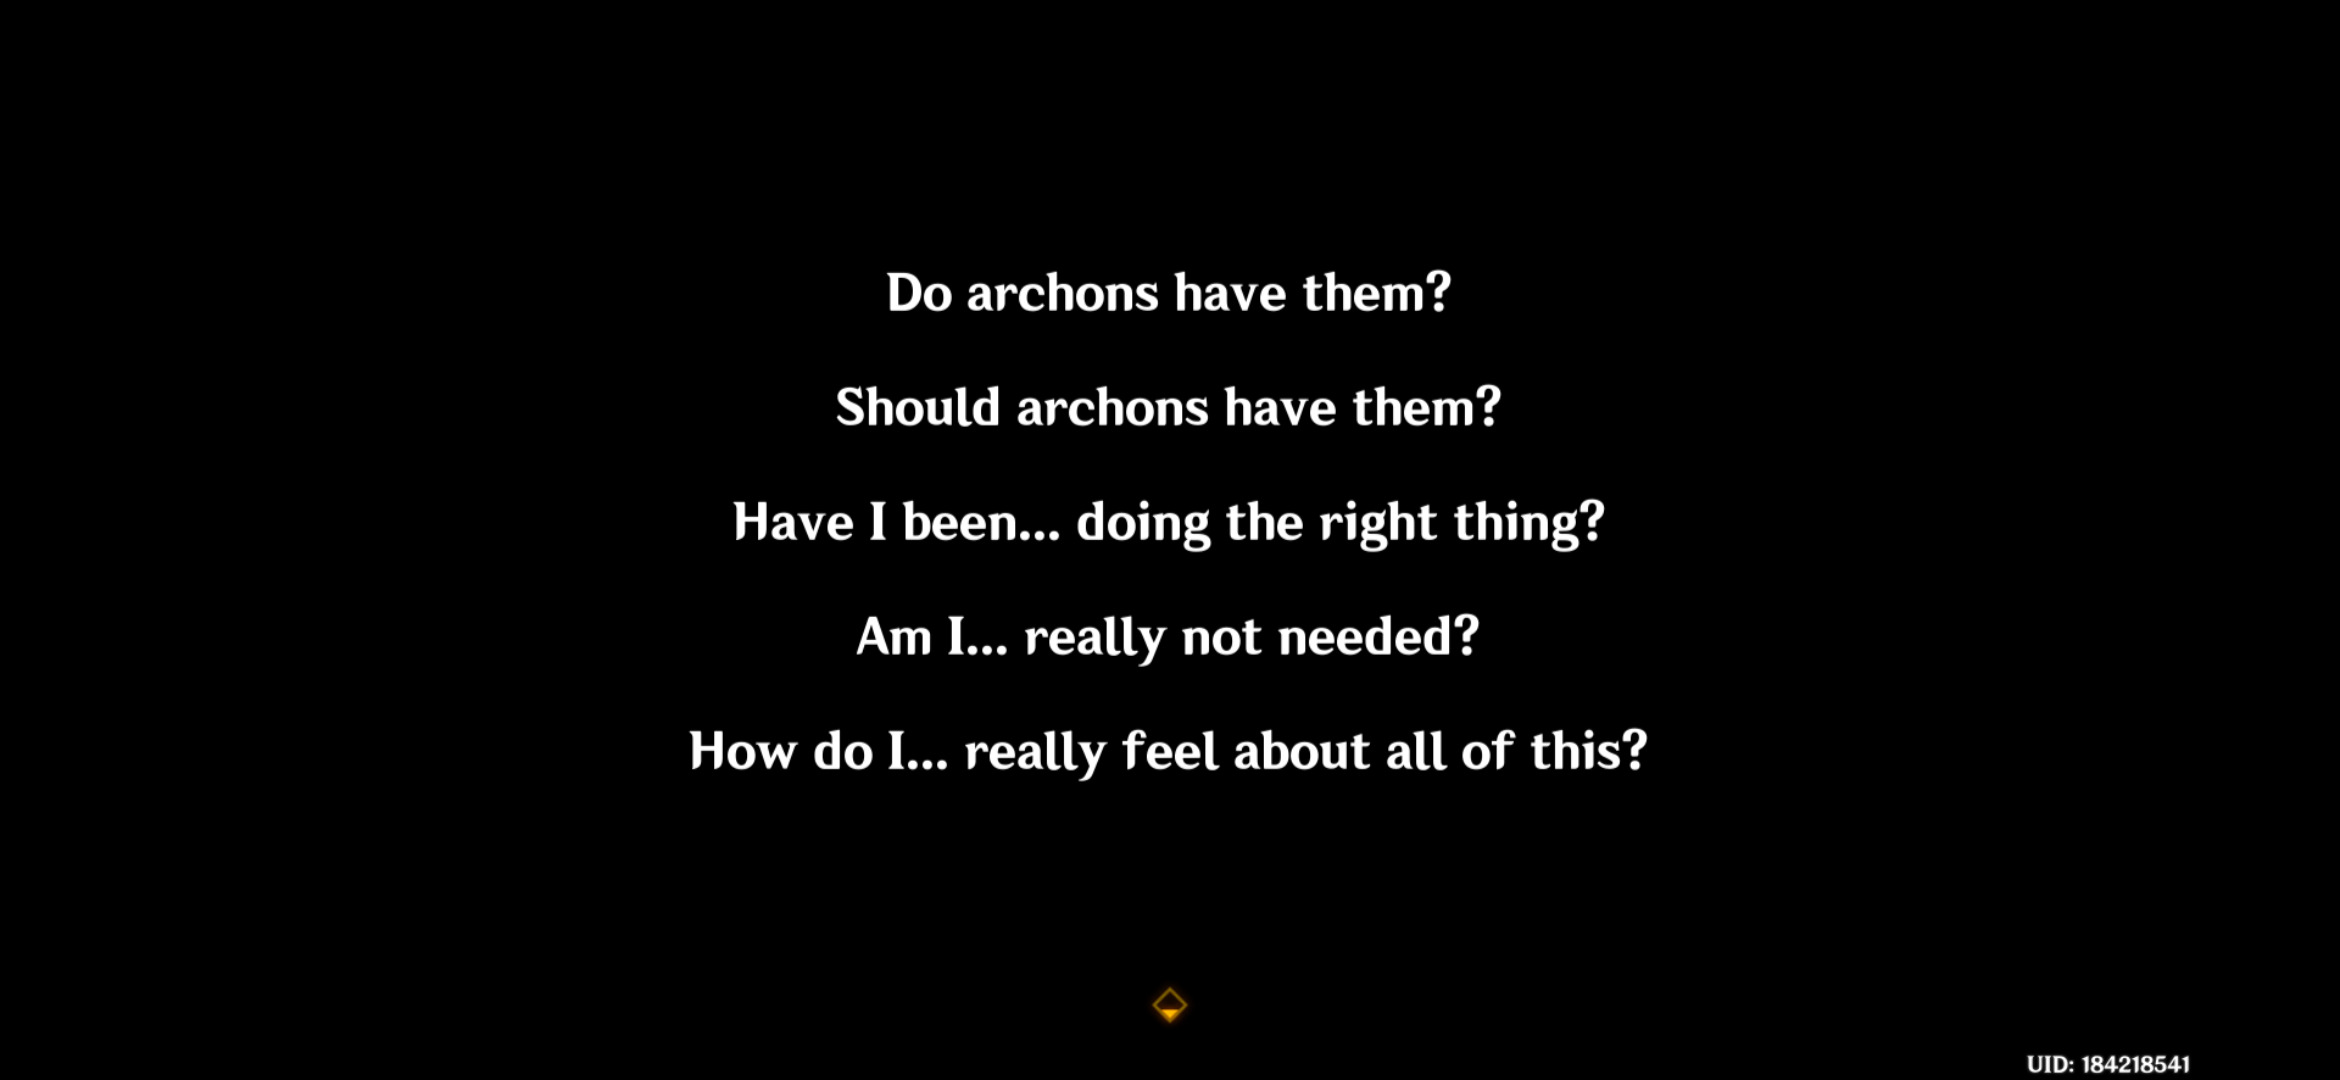 Do archons have them?
Should archons have them?
Have I been... doing the right thing?
Am I... really not needed?
How do I... really feel about all of this?
UID: 184218541